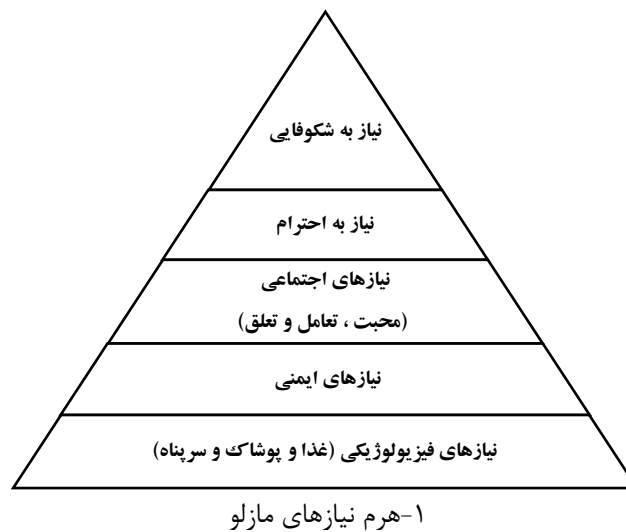 نیاز به شکوفایی
نیاز به احترام
نیازهای اجتماعی
(محبت ، تعامل و تعلق)
نیازهای ایمنی
نیازهای فیزیولوژیکی (غذا و پوشاک و سرپناه)
۱-هرم نیازهای مازلو